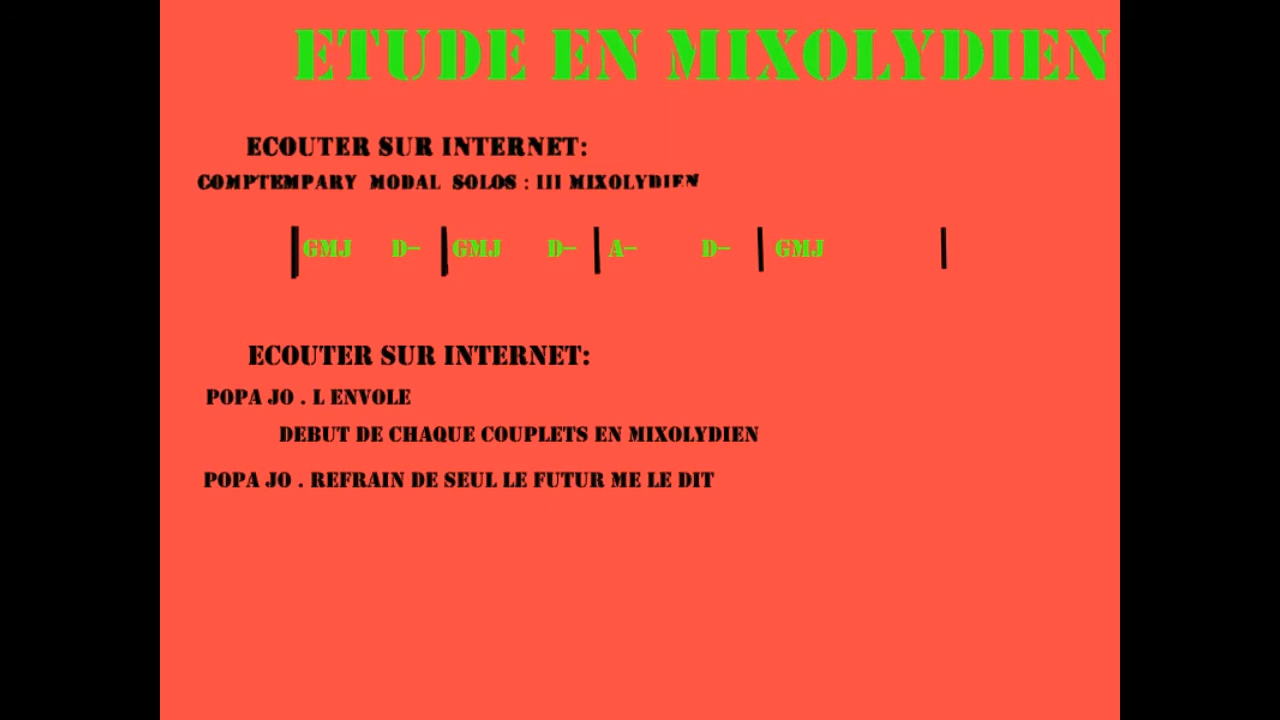 ETUDE EN MIXOLYDIEN
ECOUTER SUR INTERNET:
COMPTEMPARY MODAL SOLOS : III MIXOLYDIEN
| GMJ D- | GMJ D- | A- D- | GMJ |
ECOUTER SUR INTERNET:
POPA JO . L ENVOLE
DEBUT DE CHAQUE COUPLETS EN MIXOLYDIEN
POPA JO . REFRAIN DE SEUL LE FUTUR ME LE DIT